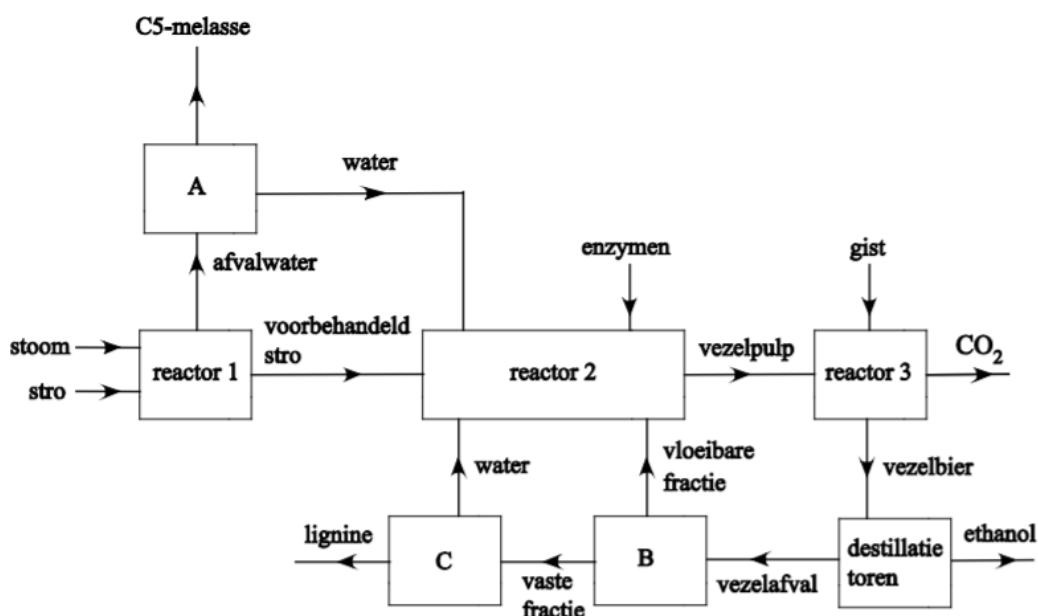 C5-melasse
A
water
afvalwater
enzymen
gist
stoom
stro
reactor 1
voorbehandeld
stro
reactor 2
vezelpulp
reactor 3
CO2
water
vloeibare
fractie
vezelbier
lignine
C
vaste
fractie
B
vezelafval
destillatie
toren
ethanol